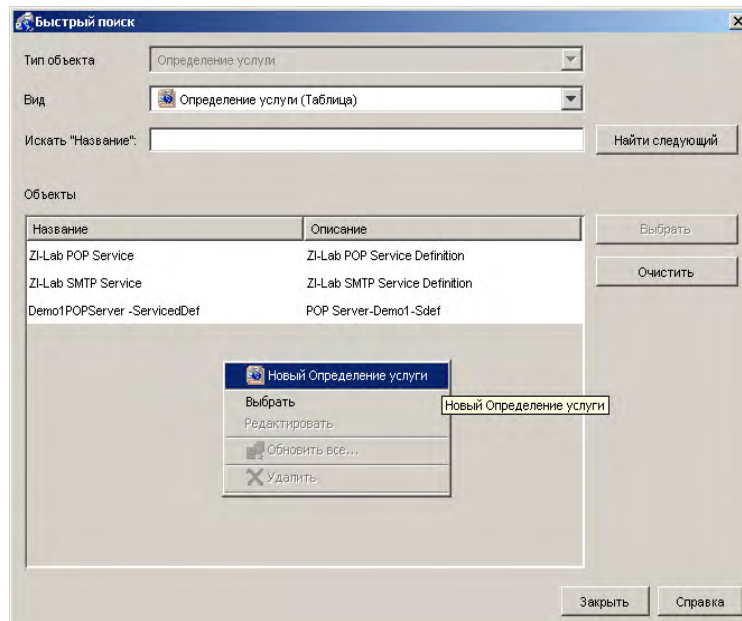 Быстрый поиск
Тип объекта Определение услуги
Вид Определение услуги (Таблица)
Искать "Название": Найти следующий
Объекты
Название Описание Выбрать
ZI-Lab POP Service ZI-Lab POP Service Definition
ZI-Lab SMTP Service ZI-Lab SMTP Service Definition Очистить
Demo1POPServer -ServicedDef POP Server-Demo1-Sdef
Новый Определение услуги
Выбрать Новый Определение услуги
Редактировать
Обновить все...
Удалить
Закрыть Справка